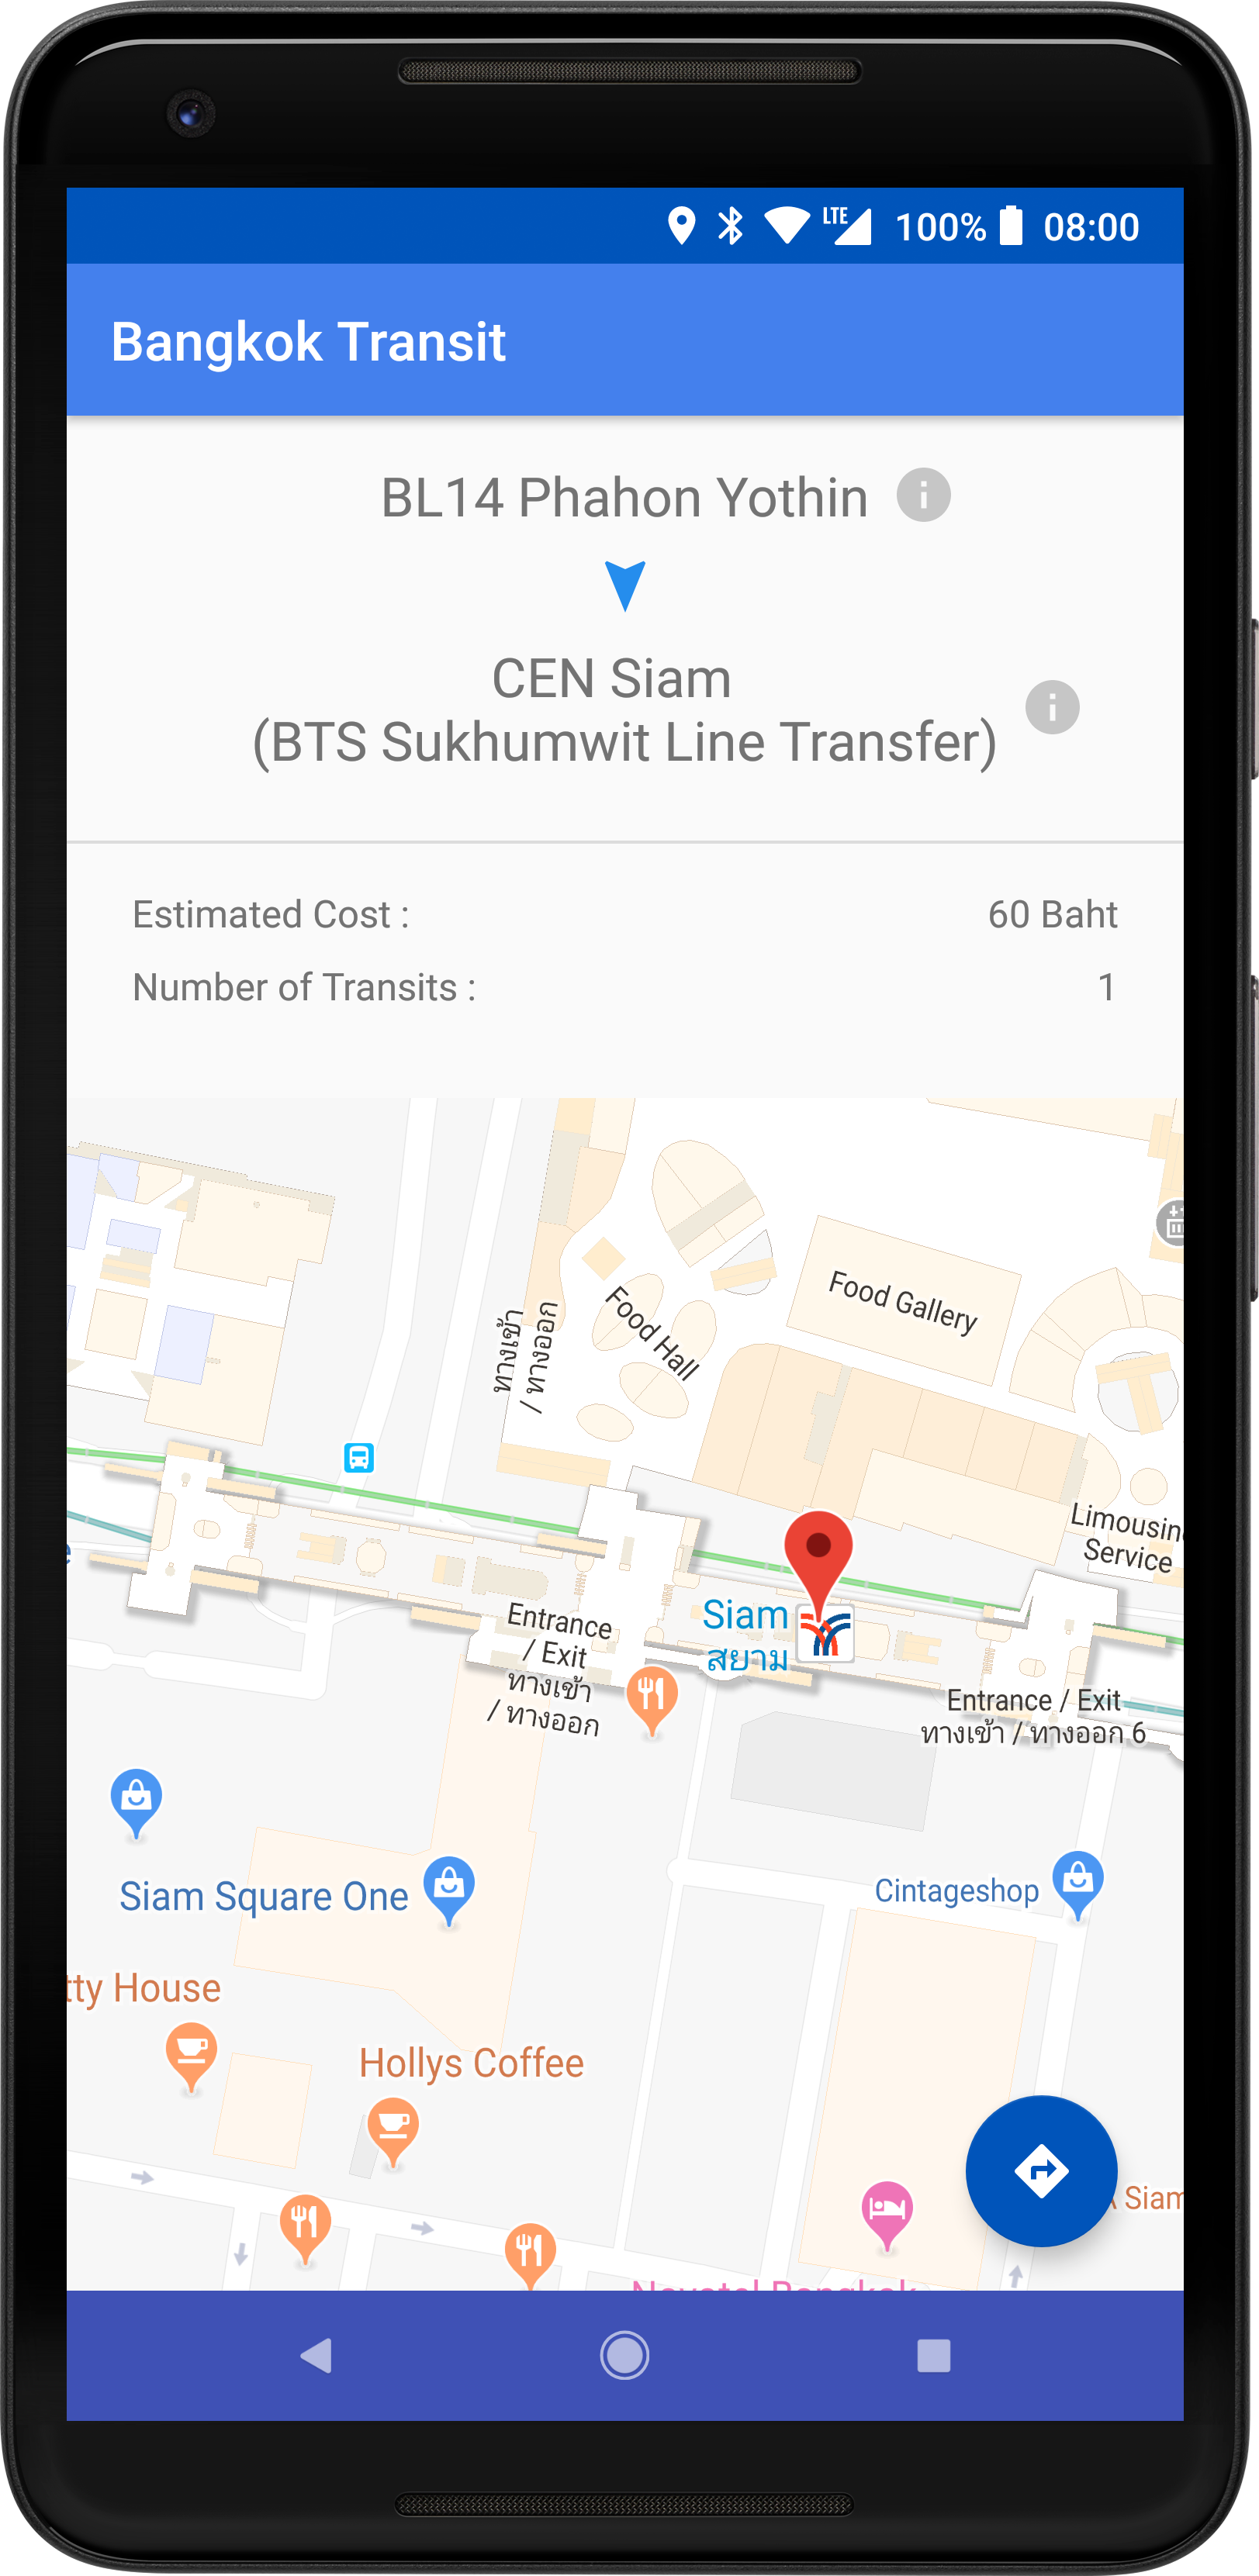 LTE 100% 08:00
Bangkok Transit
BL14 Phahon Yothin
CEN Siam
(BTS Sukhumwit Line Transfer)
Estimated Cost : 60 Baht
Number of Transits : 1
Food Gallery
Food Hall
ทางเข้า
/ ทางออก
Limousin
Service
Siam
สยาม
Entrance
/ Exit
ทางเข้า
/ ทางออก
Entrance / Exit
ทางเข้า / ทางออก 6
Siam Square One
Cintageshop
tty House
Hollys Coffee
Siam
Novotel Bangkok